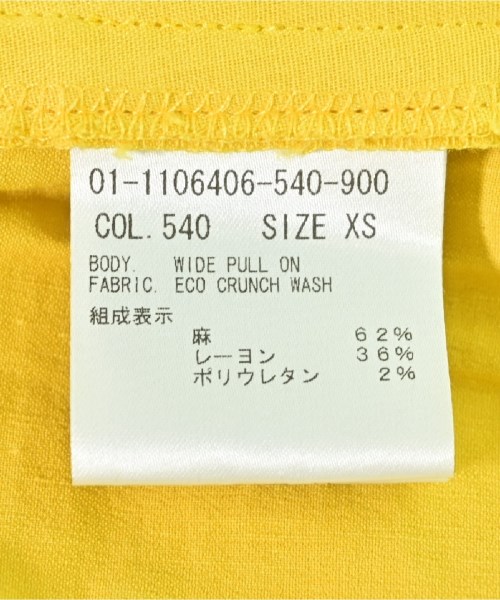 01-1106406-540-900
COL. 540 SIZE XS
BODY. WIDE PULL ON
FABRIC. ECO CRUNCH WASH
組成表示
麻 62%
レーヨン 36%
ポリウレタン 2%